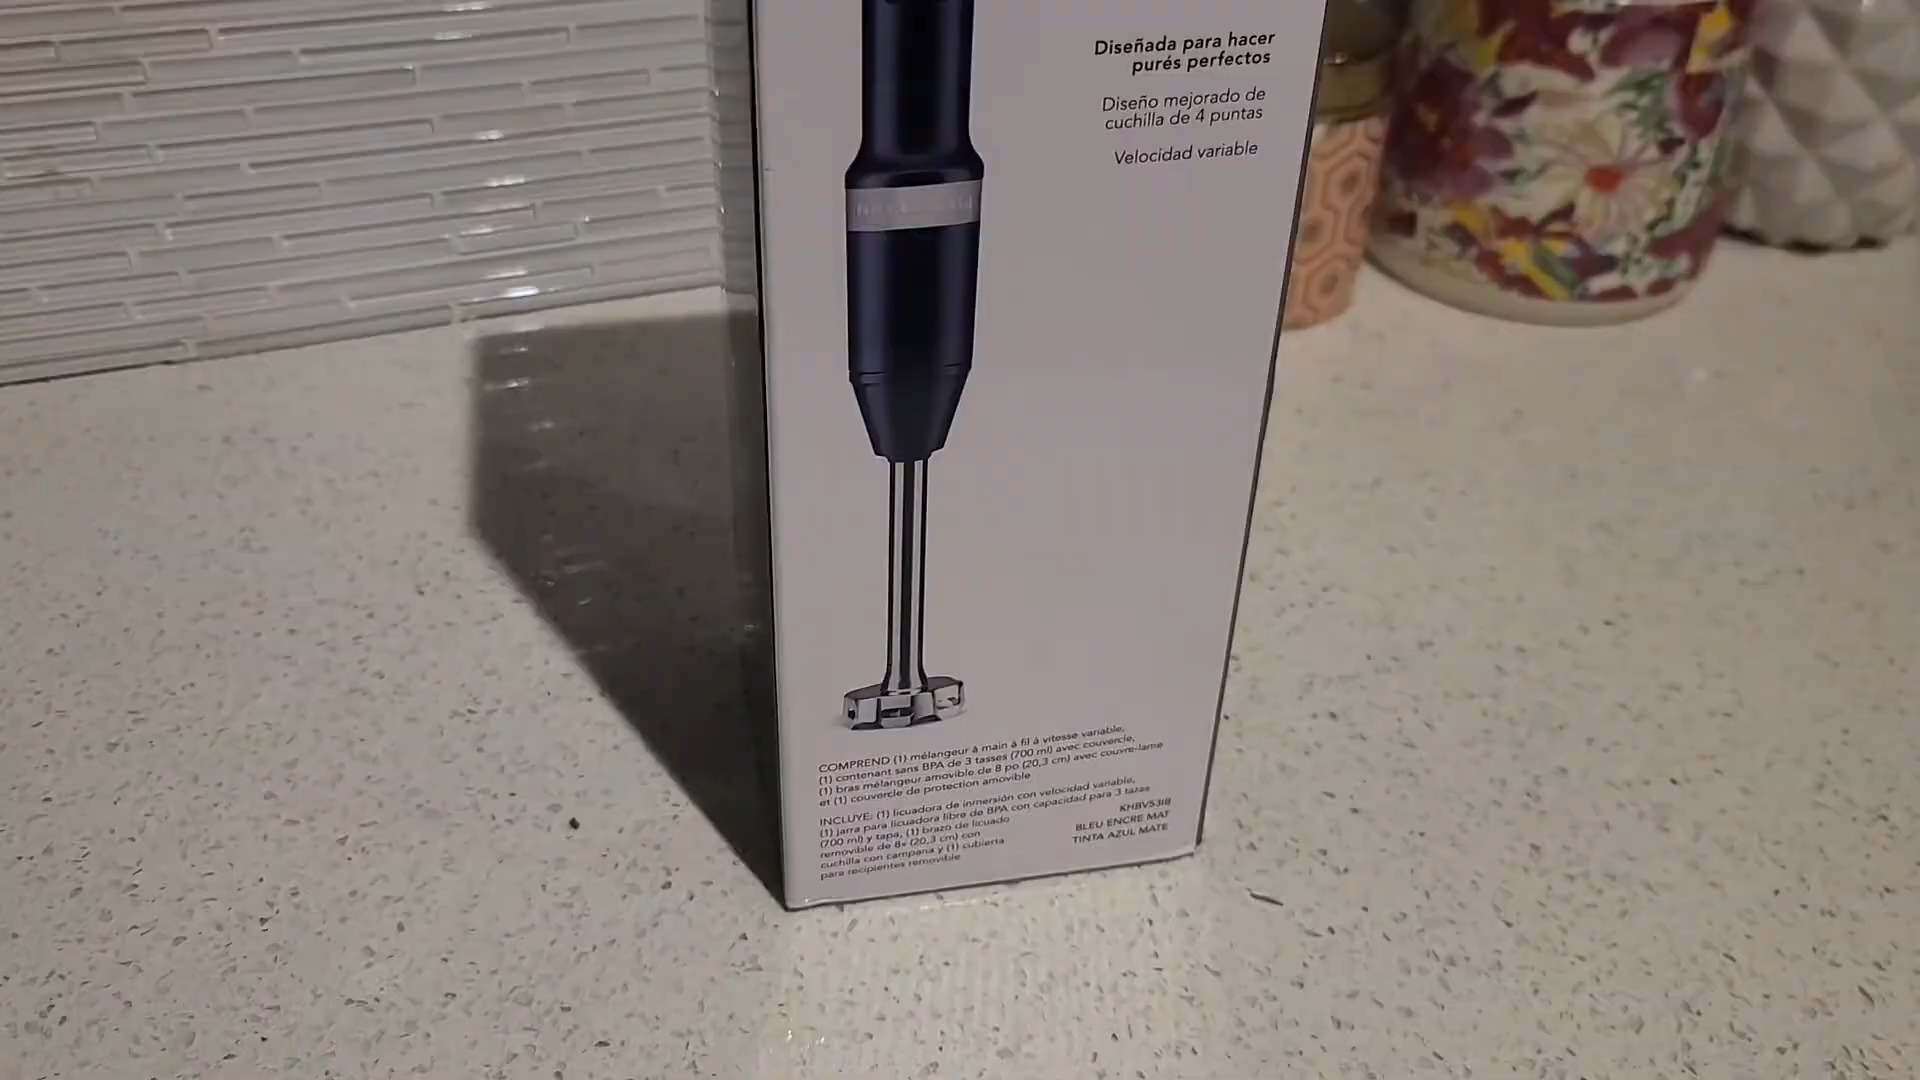 Diseñada para hacer
purés perfectos
Diseño mejorado de
cuchilla de 4 puntas
Velocidad variable
COMPREND (1) mélangeur à main à fil à vitesse variable,
(1) contenant sans BPA de 3 tasses (700 ml) avec couvercle,
(1) bras mélangeur amovible de 8 po (20,3 cm) avec couvre-lame
et (1) couvercle de protection amovible
INCLUYE: (1) licuadora de inmersión con velocidad variable,
(1) jarra para licuadora libre de BPA con capacidad para 3 tazas
(700 ml) y tapa, (1) brazo de licuado
removible de 8» (20,3 cm) con
cuchilla con campana y (1) cubierta
para recipientes removible
KHBV53IB
BLEU ENCRE MAT
TINTA AZUL MATE